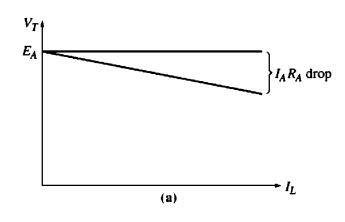 V_T
E_A
I_A R_A drop
I_L
(a)